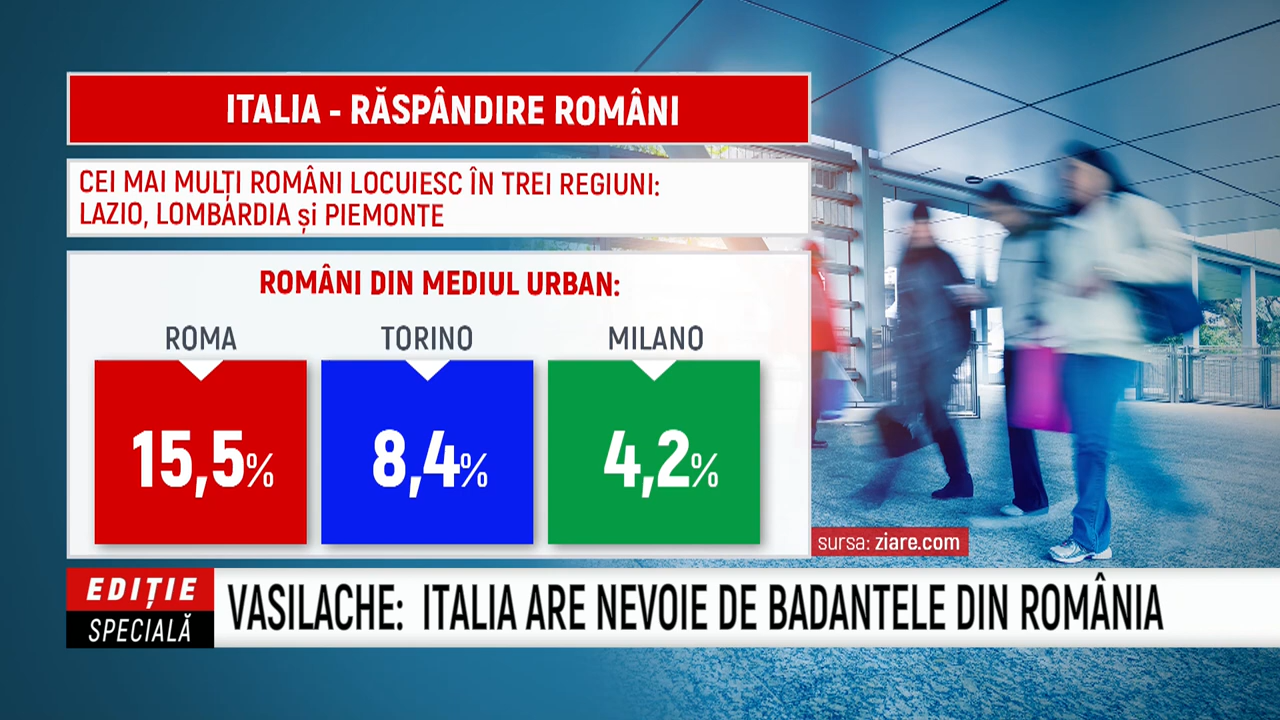 ITALIA - RĂSPÂNDIRE ROMÂNI
CEI MAI MULȚI ROMÂNI LOCUIESC ÎN TREI REGIUNI:
LAZIO, LOMBARDIA și PIEMONTE
ROMÂNI DIN MEDIUL URBAN:
ROMA TORINO MILANO
15,5% 8,4% 4,2%
sursa: ziare.com
EDIȚIE
SPECIALĂ
VASILACHE: ITALIA ARE NEVOIE DE BADANTELE DIN ROMÂNIA